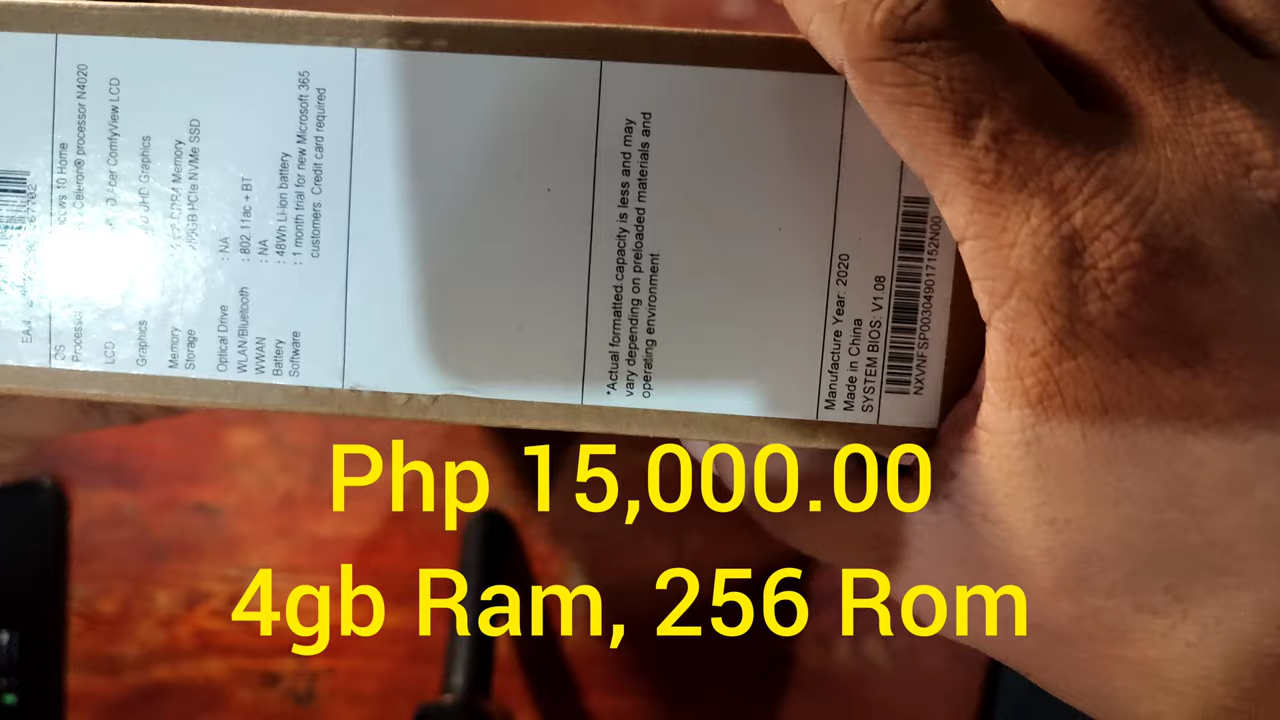 OS : Windows 10 Home
Processor Celeron® processor N4020
LCD Acer ComfyView LCD
Graphics UHD Graphics
Memory Memory
Storage 256GB PCIe NVMe SSD
Optical Drive : NA
WLAN/Bluetooth : 802.11ac + BT
WWAN : NA
Battery : 48Wh Li-ion battery
Software : 1 month trial for new Microsoft 365
customers. Credit card required
*Actual formatted capacity is less and may
vary depending on preloaded materials and
operating environment.
Manufacture Year: 2020
Made in China
SYSTEM BIOS: V1.08
NXVNFSP003049017152N00
Php 15,000.00
4gb Ram, 256 Rom